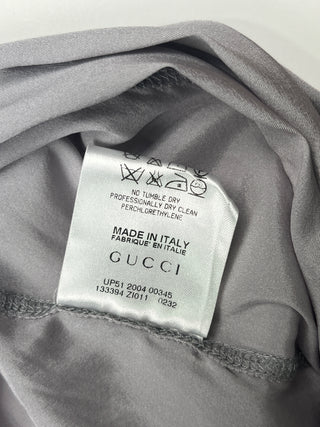 NO TUMBLE DRY
PROFESSIONALLY DRY CLEAN
PERCHLORETHYLENE
MADE IN ITALY
FABRIQUE' EN ITALIE
GUCCI
UP51 2004 00345
133394 ZI011 0232